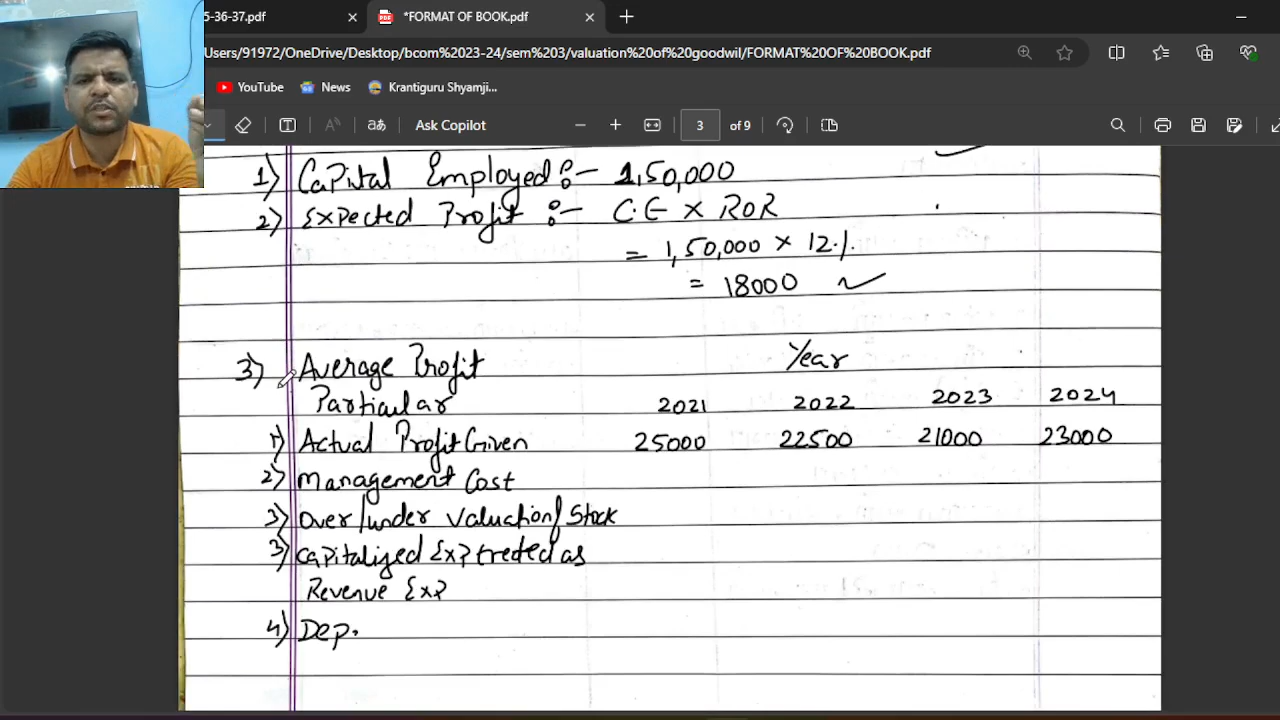 5-36-37.pdf
*FORMAT OF BOOK.pdf
Users/91972/OneDrive/Desktop/bcom%2023-24/sem%203/valuation%20of%20goodwil/FORMAT%20OF%20BOOK.pdf
YouTube News Krantiguru Shyamji...
Ask Copilot 3 of 9
1) Capital Employed :- 1,50,000
2) Expected Profit :- C.E × ROR
= 1,50,000 × 12%
= 18000
3) Average Profit Year
Particular 2021 2022 2023 2024
1) Actual Profit Given 25000 22500 21000 23000
2) Management Cost
3) Over/under valuation/Stock
3) Capitalized Exp treted as
Revenue Exp
4) Dep.